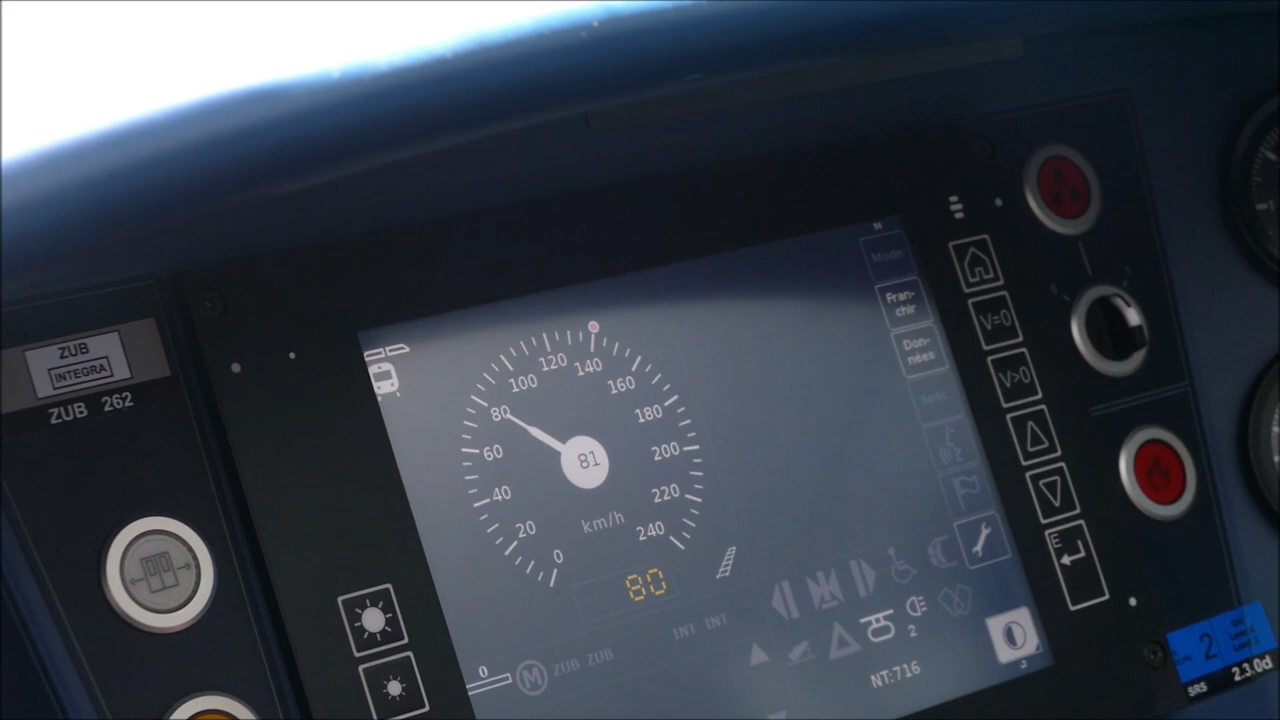 ZUB
INTEGRA
ZUB 262
Mode
Fran-
chir
Don-
nées
V=0
V>0
E
0
20
40
60
80
100
120
140
160
180
200
220
240
81
km/h
80
INT INT
ZUB ZUB
M
0
2
NT:716
2
SRS
2.3.0d